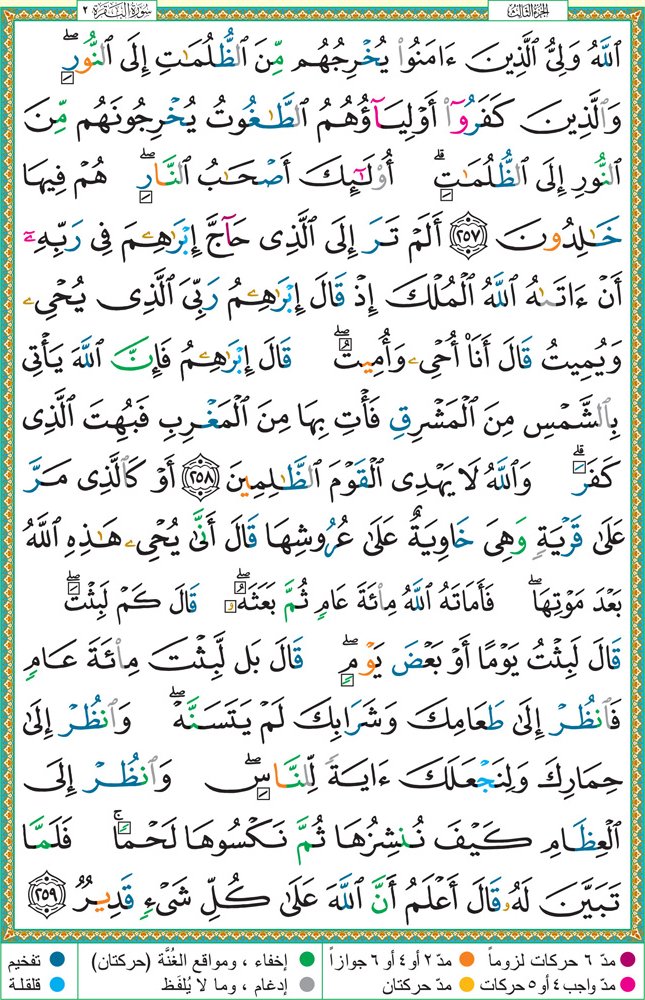 الجزء الثالث
سورة البقرة ٢
ٱللَّهُ وَلِىُّ ٱلَّذِينَ ءَامَنُوا۟ يُخْرِجُهُم مِّنَ ٱلظُّلُمَـٰتِ إِلَى ٱلنُّورِ ۖ
وَٱلَّذِينَ كَفَرُوٓا۟ أَوْلِيَآؤُهُمُ ٱلطَّـٰغُوتُ يُخْرِجُونَهُم مِّنَ
ٱلنُّورِ إِلَى ٱلظُّلُمَـٰتِ ۗ أُو۟لَـٰٓئِكَ أَصْحَـٰبُ ٱلنَّارِ ۖ هُمْ فِيهَا
خَـٰلِدُونَ ٢٥٧ أَلَمْ تَرَ إِلَى ٱلَّذِى حَآجَّ إِبْرَٰهِـۧمَ فِى رَبِّهِۦٓ
أَنْ ءَاتَىٰهُ ٱللَّهُ ٱلْمُلْكَ إِذْ قَالَ إِبْرَٰهِـۧمُ رَبِّىَ ٱلَّذِى يُحْىِۦ
وَيُمِيتُ قَالَ أَنَا۠ أُحْىِۦ وَأُمِيتُ ۖ قَالَ إِبْرَٰهِـۧمُ فَإِنَّ ٱللَّهَ يَأْتِى
بِٱلشَّمْسِ مِنَ ٱلْمَشْرِقِ فَأْتِ بِهَا مِنَ ٱلْمَغْرِبِ فَبُهِتَ ٱلَّذِى
كَفَرَ ۗ وَٱللَّهُ لَا يَهْدِى ٱلْقَوْمَ ٱلظَّـٰلِمِينَ ٢٥٨ أَوْ كَٱلَّذِى مَرَّ
عَلَىٰ قَرْيَةٍ وَهِىَ خَاوِيَةٌ عَلَىٰ عُرُوشِهَا قَالَ أَنَّىٰ يُحْىِۦ هَـٰذِهِ ٱللَّهُ
بَعْدَ مَوْتِهَا ۖ فَأَمَاتَهُ ٱللَّهُ مِا۟ئَةَ عَامٍ ثُمَّ بَعَثَهُۥ ۖ قَالَ كَمْ لَبِثْتَ ۖ
قَالَ لَبِثْتُ يَوْمًا أَوْ بَعْضَ يَوْمٍ ۖ قَالَ بَل لَّبِثْتَ مِا۟ئَةَ عَامٍ
فَٱنظُرْ إِلَىٰ طَعَامِكَ وَشَرَابِكَ لَمْ يَتَسَنَّهْ ۖ وَٱنظُرْ إِلَىٰ
حِمَارِكَ وَلِنَجْعَلَكَ ءَايَةً لِّلنَّاسِ ۖ وَٱنظُرْ إِلَى
ٱلْعِظَامِ كَيْفَ نُنشِزُهَا ثُمَّ نَكْسُوهَا لَحْمًا ۚ فَلَمَّا
تَبَيَّنَ لَهُۥ قَالَ أَعْلَمُ أَنَّ ٱللَّهَ عَلَىٰ كُلِّ شَىْءٍ قَدِيرٌ ٢٥٩
مدّ ٦ حركات لزوماً مدّ ٢ أو ٤ أو ٦ جوازاً إخفاء ، ومواقع الغُنَّة (حركتان) تفخيم
مدّ واجب ٤ أو ٥ حركات مدّ حركتان إدغام ، وما لا يُلفَظ قلقلة